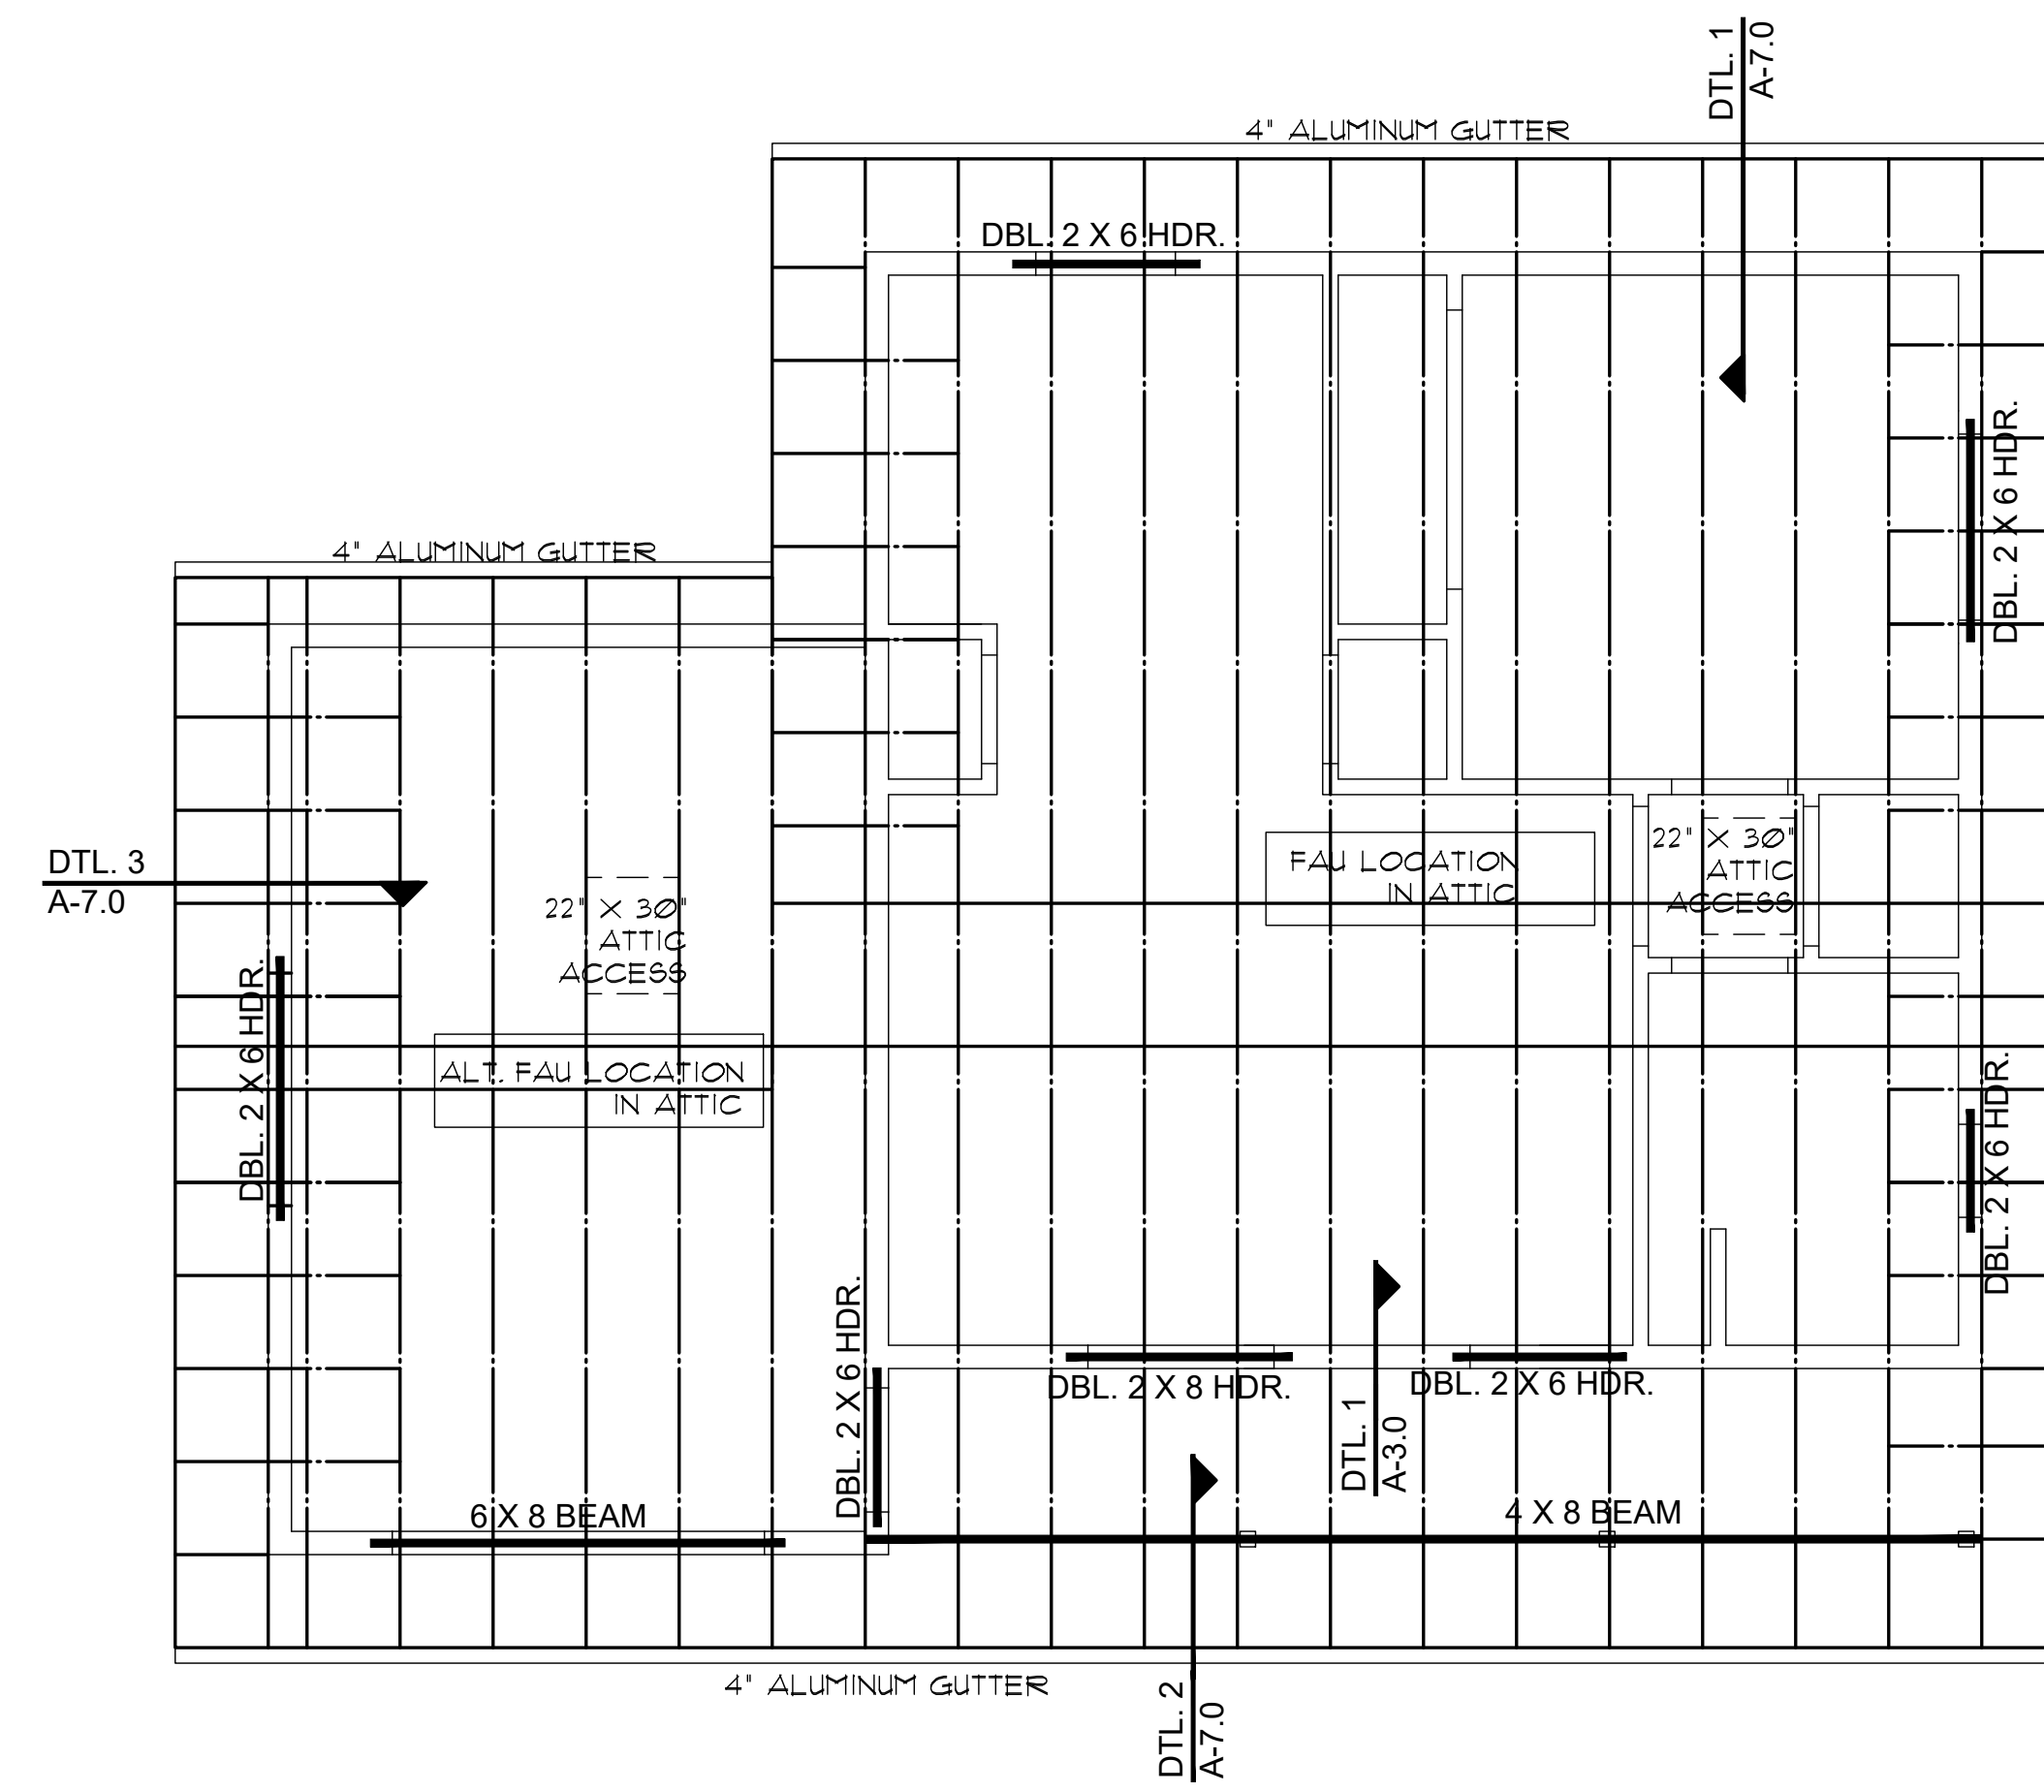 DTL. 1
A-7.0
4" ALUMINUM GUTTER
DBL. 2 X 6 HDR.
DBL. 2 X 6 HDR.
4" ALUMINUM GUTTER
DTL. 3
A-7.0
22" X 30"
ATTIC
ACCESS
FAU LOCATION
IN ATTIC
22" X 30"
ATTIC
ACCESS
DBL. 2 X 6 HDR.
ALT. FAU LOCATION
IN ATTIC
DBL. 2 X 6 HDR.
DBL. 2 X 6 HDR.
DBL. 2 X 8 HDR.
DBL. 2 X 6 HDR.
DTL. 1
A-3.0
6 X 8 BEAM
4 X 8 BEAM
4" ALUMINUM GUTTER
DTL. 2
A-7.0